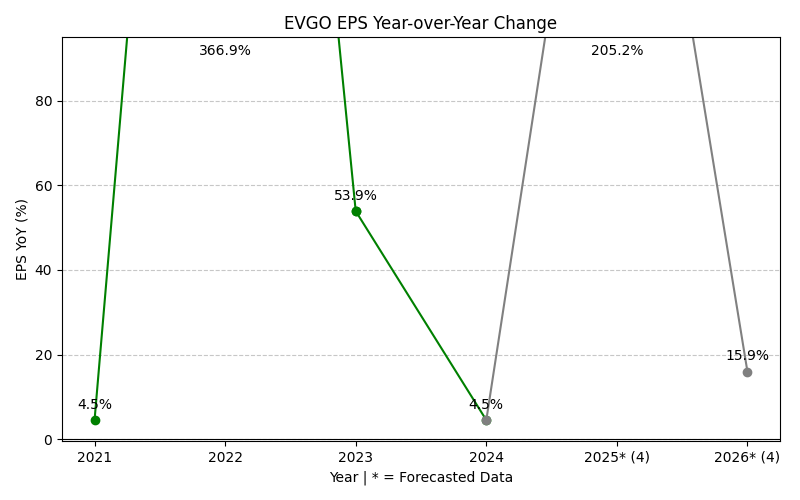 EVGO EPS Year-over-Year Change
366.9%
205.2%
80
60
53.9%
40
20
15.9%
4.5%
4.5%
0
EPS YoY (%)
2021 2022 2023 2024 2025* (4) 2026* (4)
Year | * = Forecasted Data